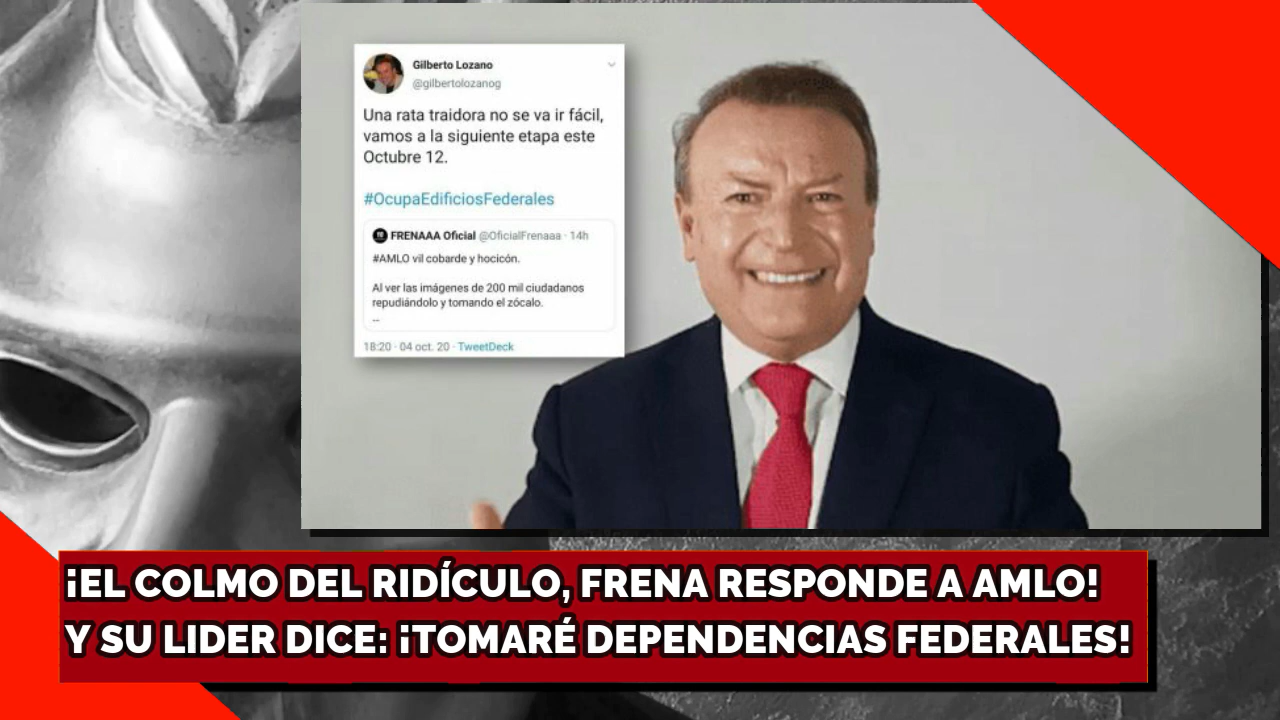 Gilberto Lozano
@gilbertolozanog
Una rata traidora no se va ir fácil,
vamos a la siguiente etapa este
Octubre 12.
#OcupaEdificiosFederales
FRENAAA Oficial @OficialFrenaaa · 14h
#AMLO vil cobarde y hocicón.
Al ver las imágenes de 200 mil ciudadanos
repudiándolo y tomando el zócalo.
...
18:20 · 04 oct. 20 · TweetDeck
¡EL COLMO DEL RIDÍCULO, FRENA RESPONDE A AMLO!
Y SU LIDER DICE: ¡TOMARÉ DEPENDENCIAS FEDERALES!